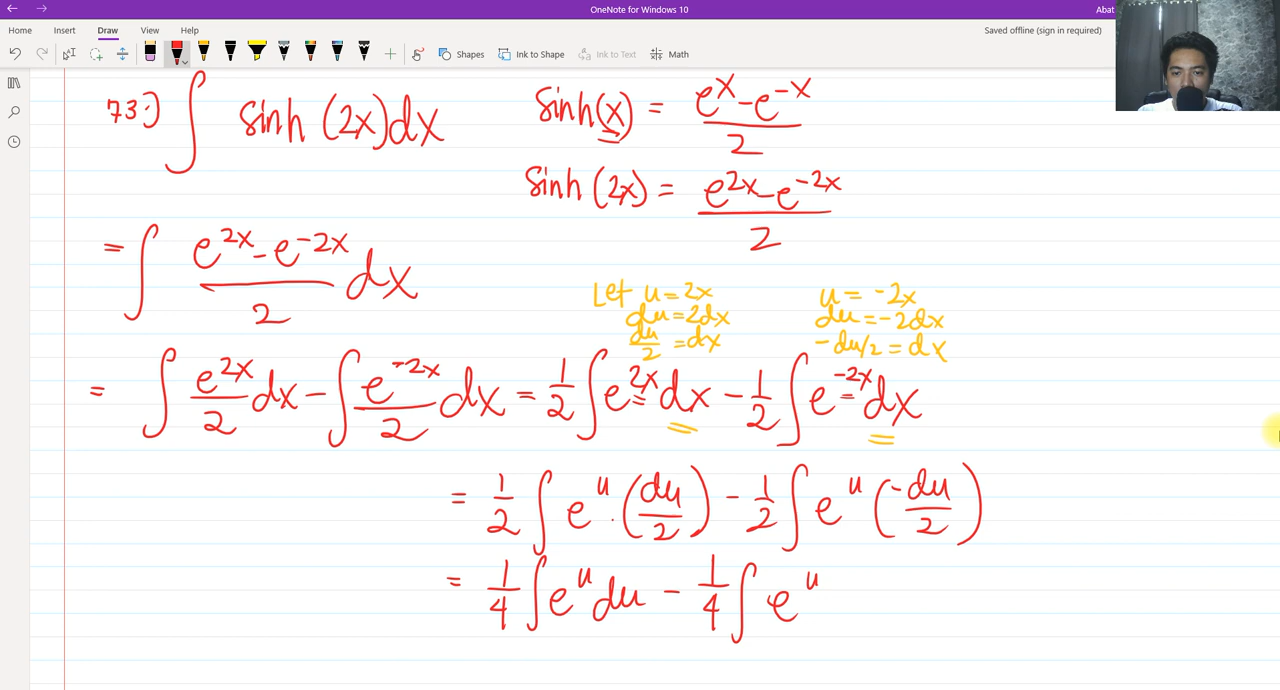 OneNote for Windows 10
Abat
Home Insert Draw View Help
Saved offline (sign in required)
Shapes Ink to Shape Ink to Text Math
73.) ∫ sinh (2x) dx
sinh(x) = (e^x - e^-x)/2
sinh (2x) = (e^2x - e^-2x)/2
= ∫ (e^2x - e^-2x)/2 dx
Let u = 2x
du = 2dx
du/2 = dx
u = -2x
du = -2dx
-du/2 = dx
= ∫ e^2x/2 dx - ∫ e^-2x/2 dx = 1/2 ∫ e^2x dx - 1/2 ∫ e^-2x dx
= 1/2 ∫ e^u · (du/2) - 1/2 ∫ e^u (-du/2)
= 1/4 ∫ e^u du - 1/4 ∫ e^u